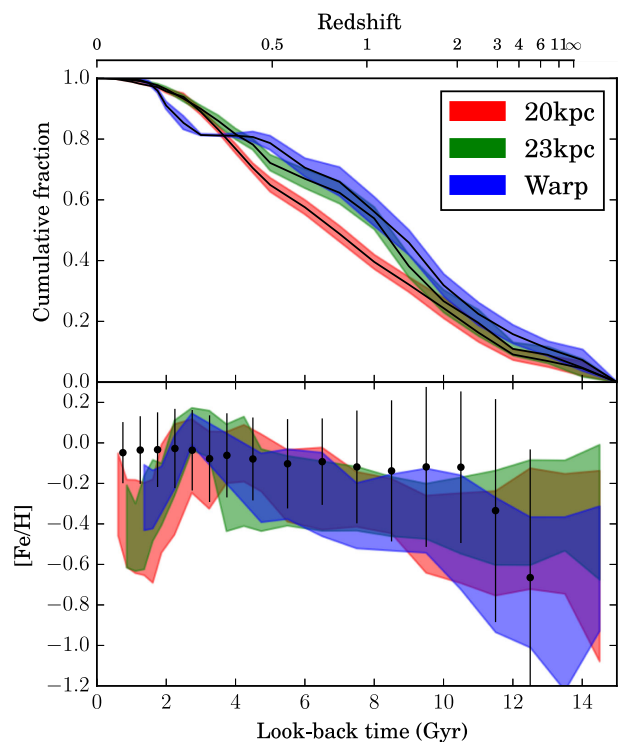 Redshift
0 0.5 1 2 3 4 6 11 ∞
1.0
0.8
0.6
0.4
0.2
0.0
Cumulative fraction
20kpc
23kpc
Warp
0.2
0.0
−0.2
−0.4
−0.6
−0.8
−1.0
−1.2
[Fe/H]
0 2 4 6 8 10 12 14
Look-back time (Gyr)